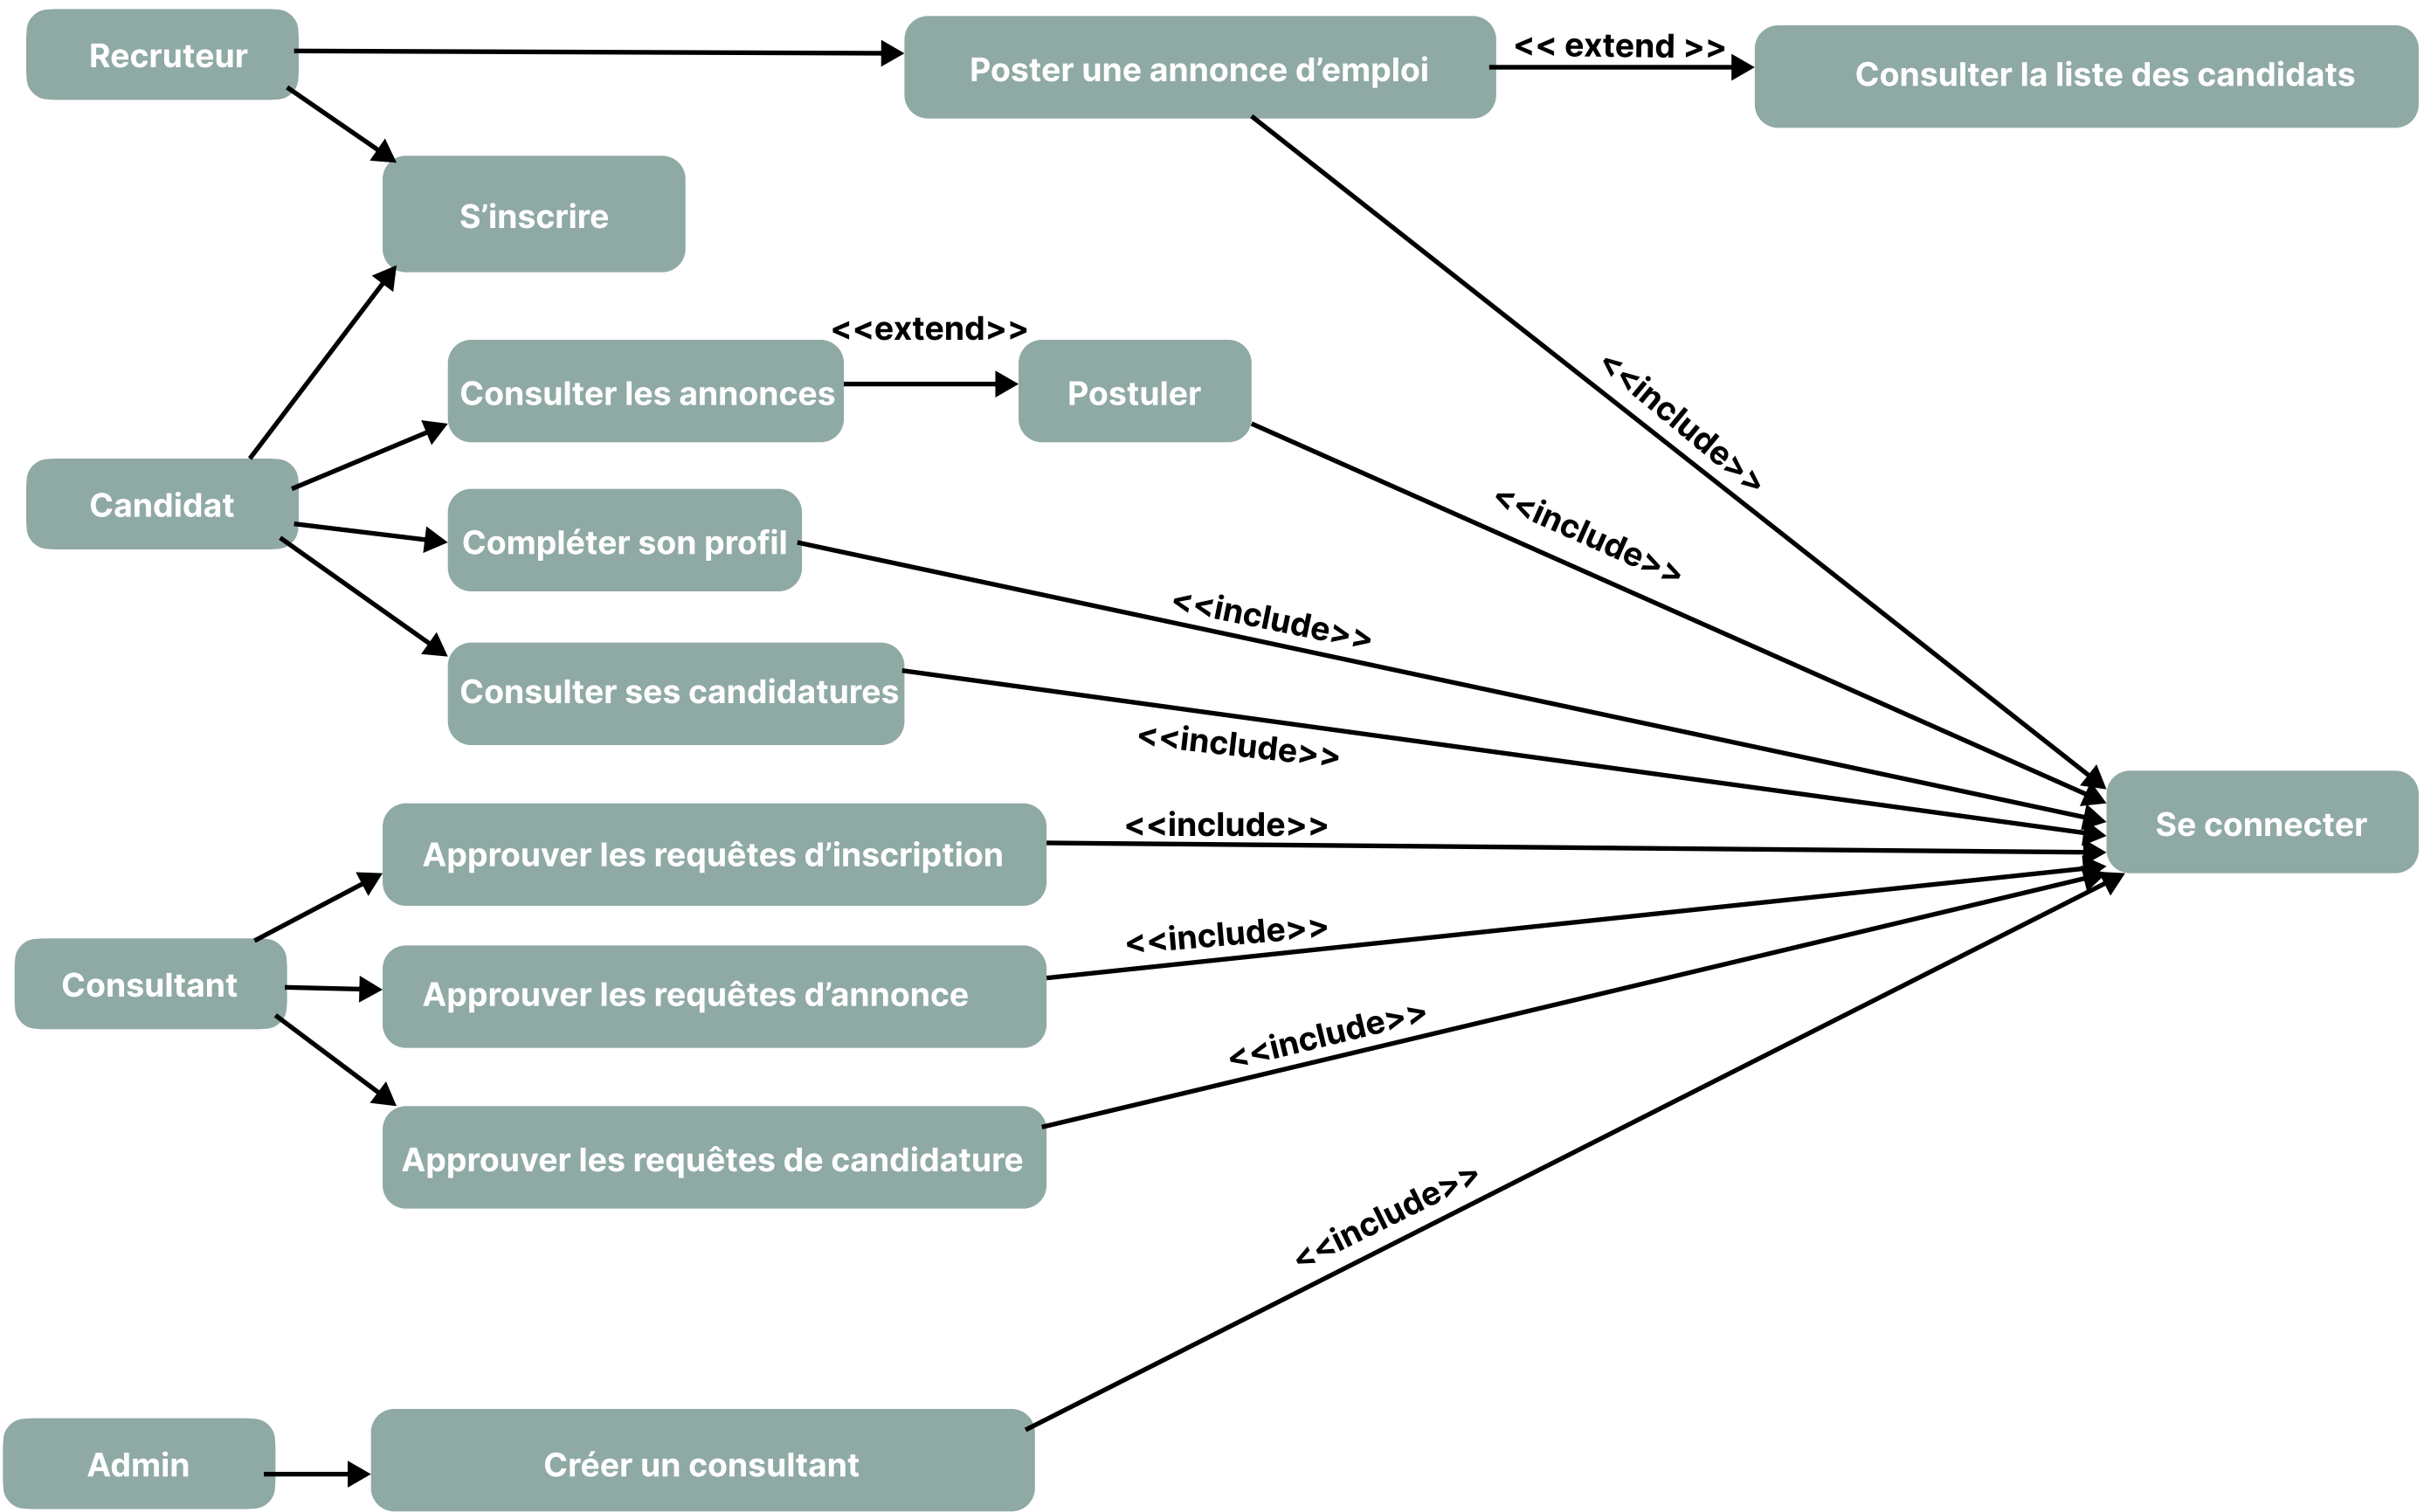 Recruteur
Poster une annonce d’emploi
<< extend >>
Consulter la liste des candidats
S’inscrire
<<extend>>
Consulter les annonces
Postuler
<<include>>
Candidat
<<include>>
Compléter son profil
<<include>>
Consulter ses candidatures
<<include>>
Se connecter
<<include>>
Approuver les requêtes d’inscription
<<include>>
Consultant
Approuver les requêtes d’annonce
<<include>>
Approuver les requêtes de candidature
<<include>>
Admin
Créer un consultant